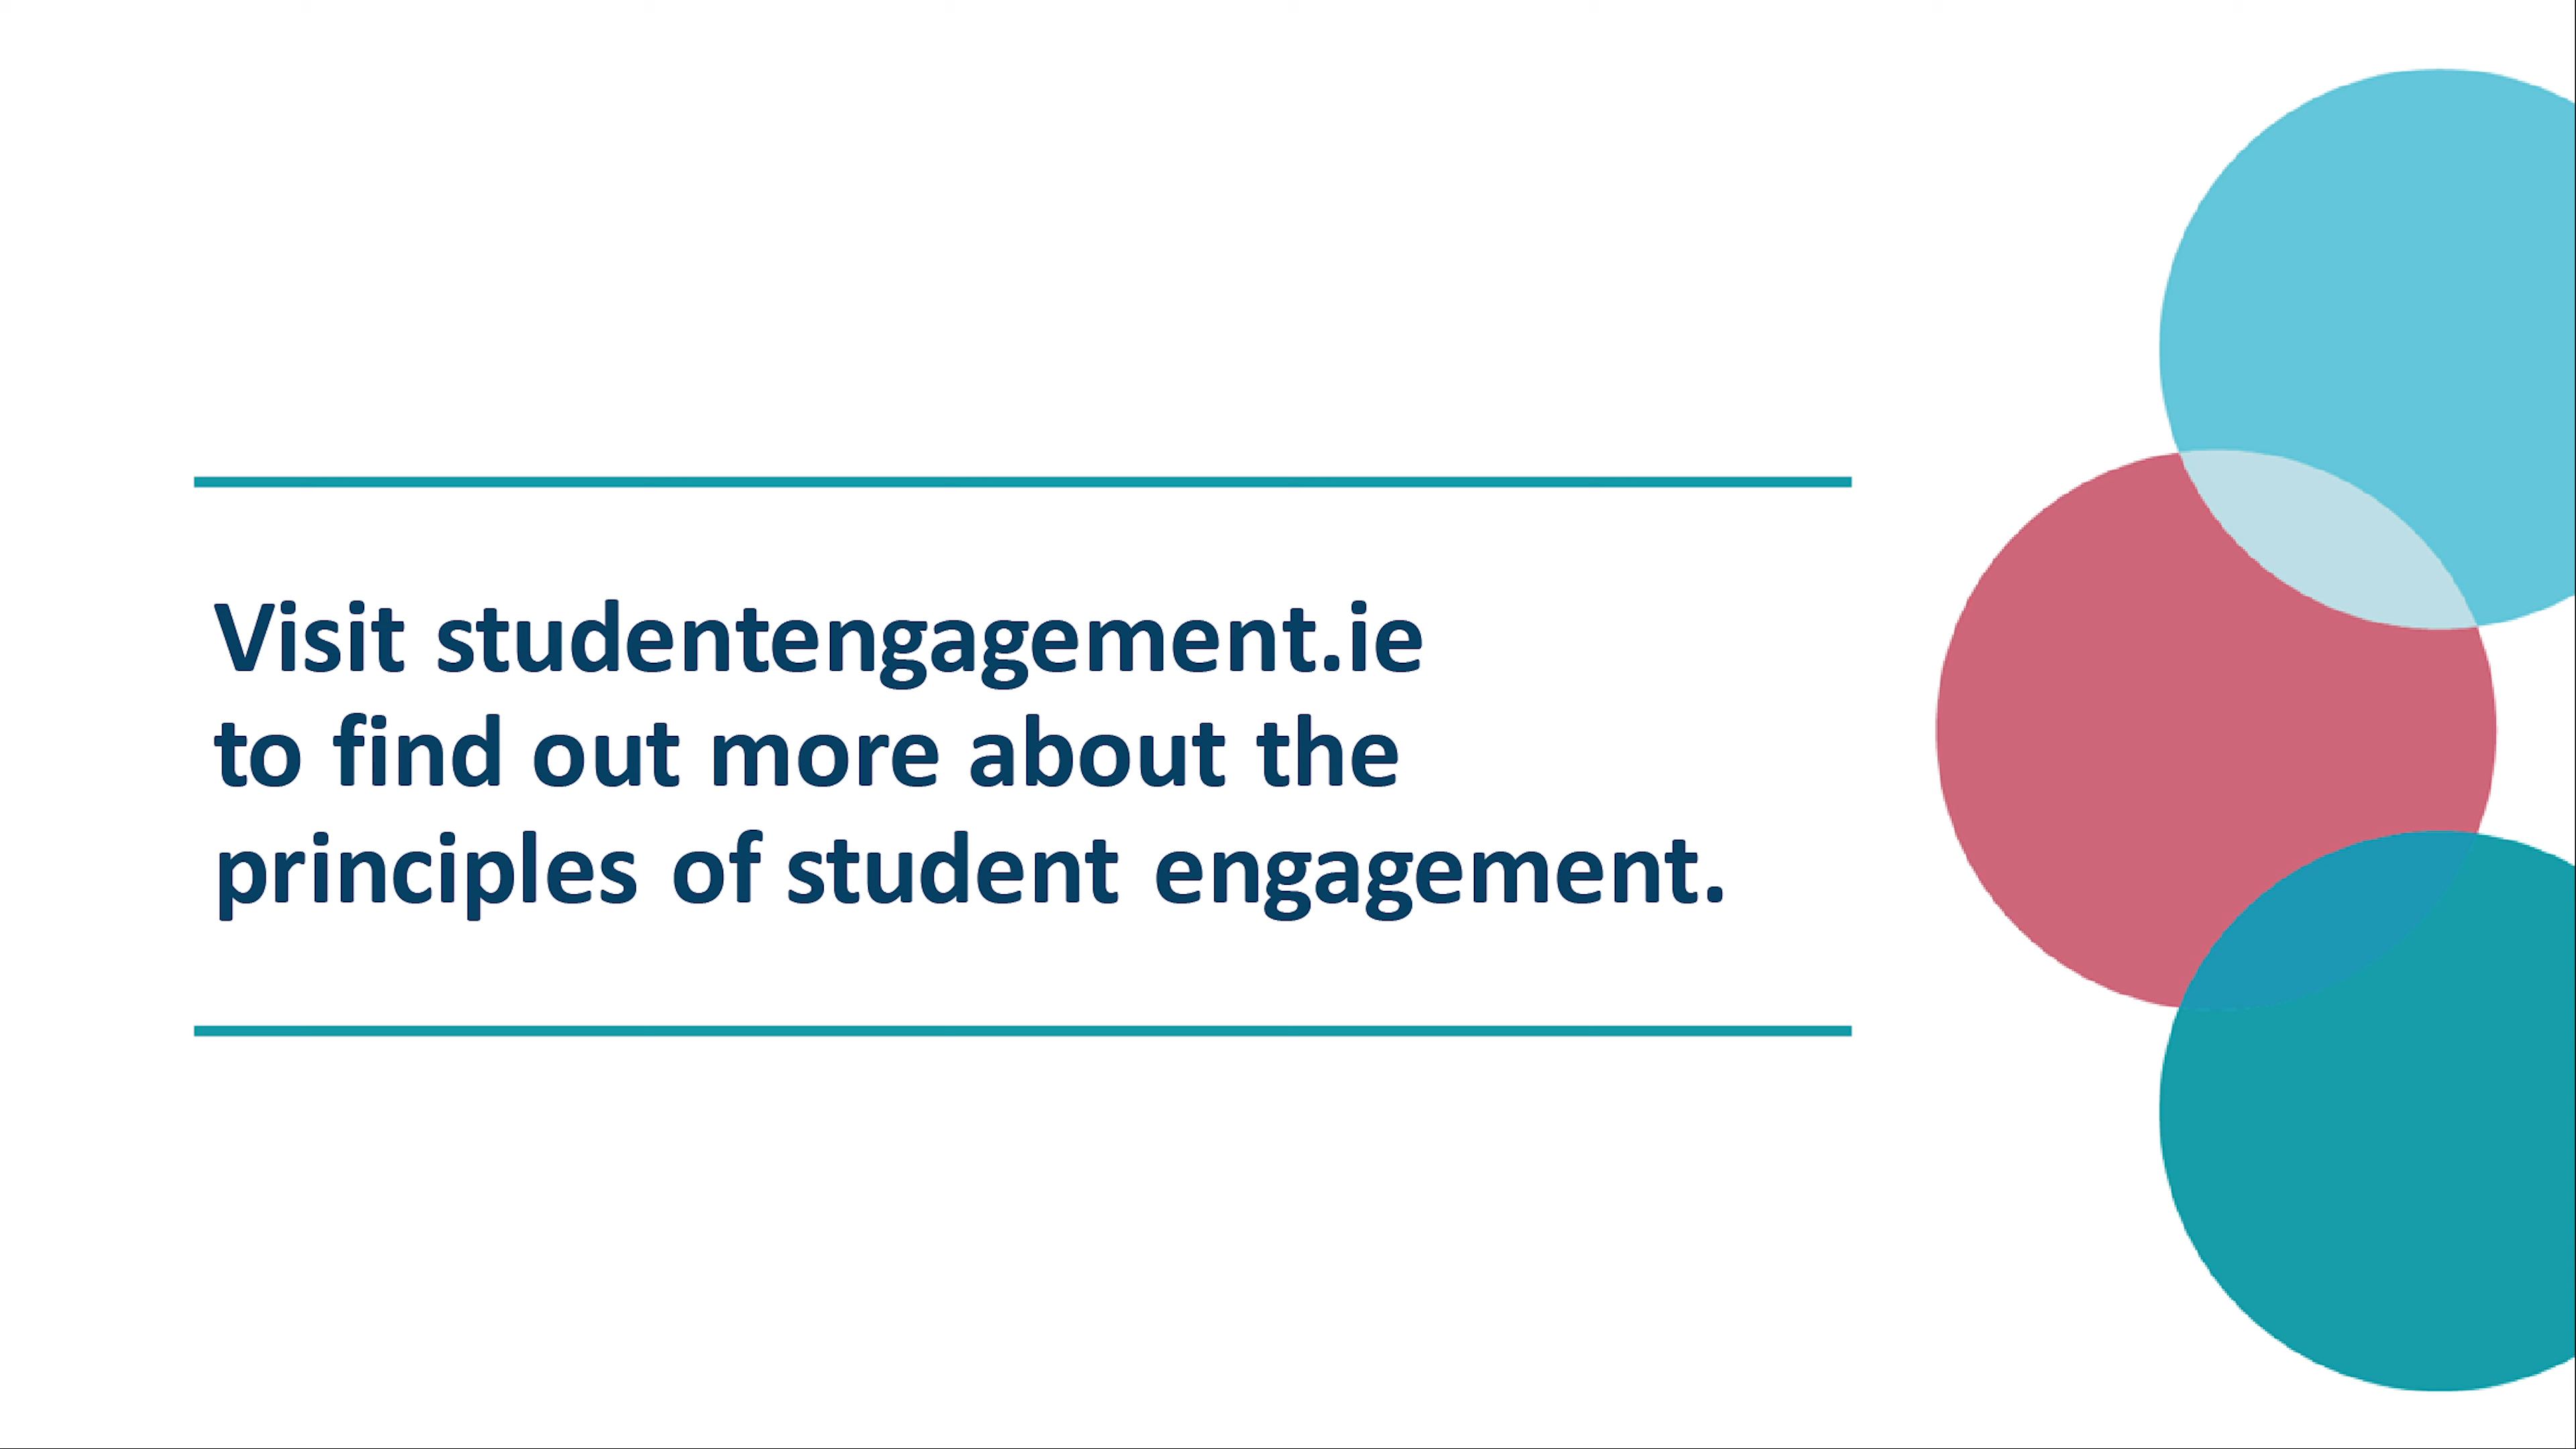 Visit studentengagement.ie
to find out more about the
principles of student engagement.